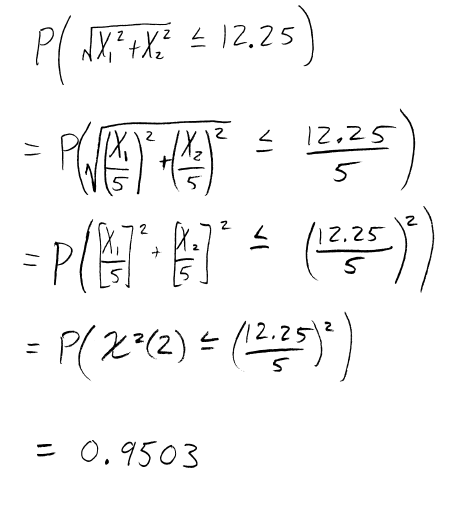 P(√X₁²+X₂² ≤ 12.25)
= P(√(X₁/5)²+(X₂/5)² ≤ 12.25/5)
= P([X₁/5]²+[X₂/5]² ≤ (12.25/5)²)
= P(χ²(2) ≤ (12.25/5)²)
= 0.9503